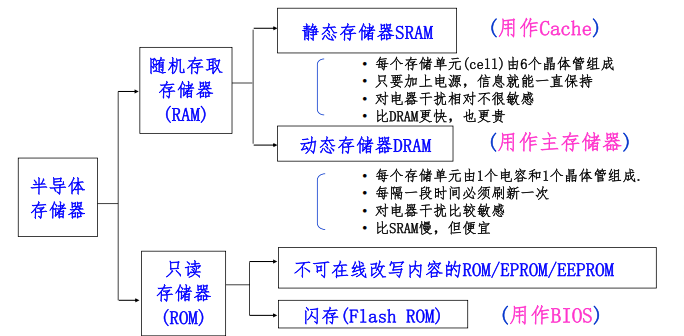 静态存储器SRAM (用作Cache)
• 每个存储单元(cell)由6个晶体管组成
• 只要加上电源，信息就能一直保持
• 对电器干扰相对不很敏感
• 比DRAM更快，也更贵
随机存取
存储器
(RAM)
动态存储器DRAM (用作主存储器)
• 每个存储单元由1个电容和1个晶体管组成.
• 每隔一段时间必须刷新一次
• 对电器干扰比较敏感
• 比SRAM慢，但便宜
半导体
存储器
只读
存储器
(ROM)
不可在线改写内容的ROM/EPROM/EEPROM
闪存(Flash ROM) (用作BIOS)